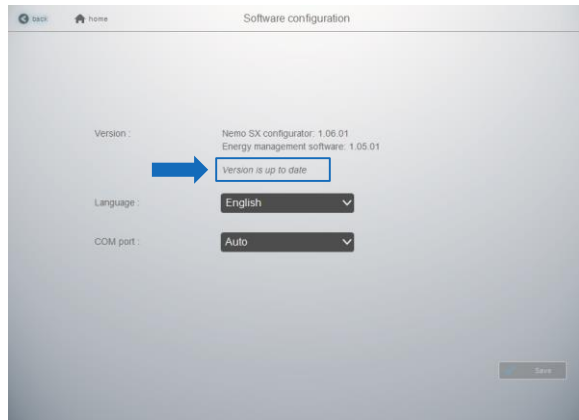 back
home
Software configuration
Version :
Nemo SX configurator: 1.06.01
Energy management software: 1.05.01
Version is up to date
Language :
English
COM port :
Auto
Save